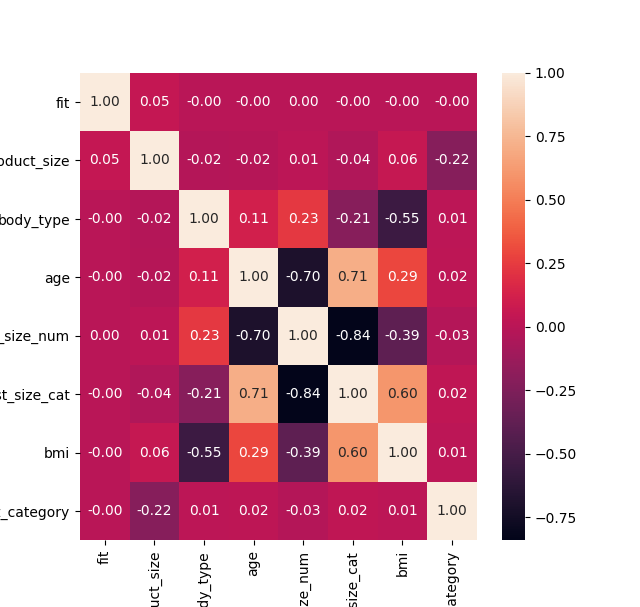 fit 1.00 0.05 -0.00 -0.00 0.00 -0.00 -0.00 -0.00
oduct_size 0.05 1.00 -0.02 -0.02 0.01 -0.04 0.06 -0.22
body_type -0.00 -0.02 1.00 0.11 0.23 -0.21 -0.55 0.01
age -0.00 -0.02 0.11 1.00 -0.70 0.71 0.29 0.02
_size_num 0.00 0.01 0.23 -0.70 1.00 -0.84 -0.39 -0.03
st_size_cat -0.00 -0.04 -0.21 0.71 -0.84 1.00 0.60 0.02
bmi -0.00 0.06 -0.55 0.29 -0.39 0.60 1.00 0.01
_category -0.00 -0.22 0.01 0.02 -0.03 0.02 0.01 1.00
fit
uct_size
dy_type
age
ze_num
size_cat
bmi
ategory
1.00
0.75
0.50
0.25
0.00
−0.25
−0.50
−0.75